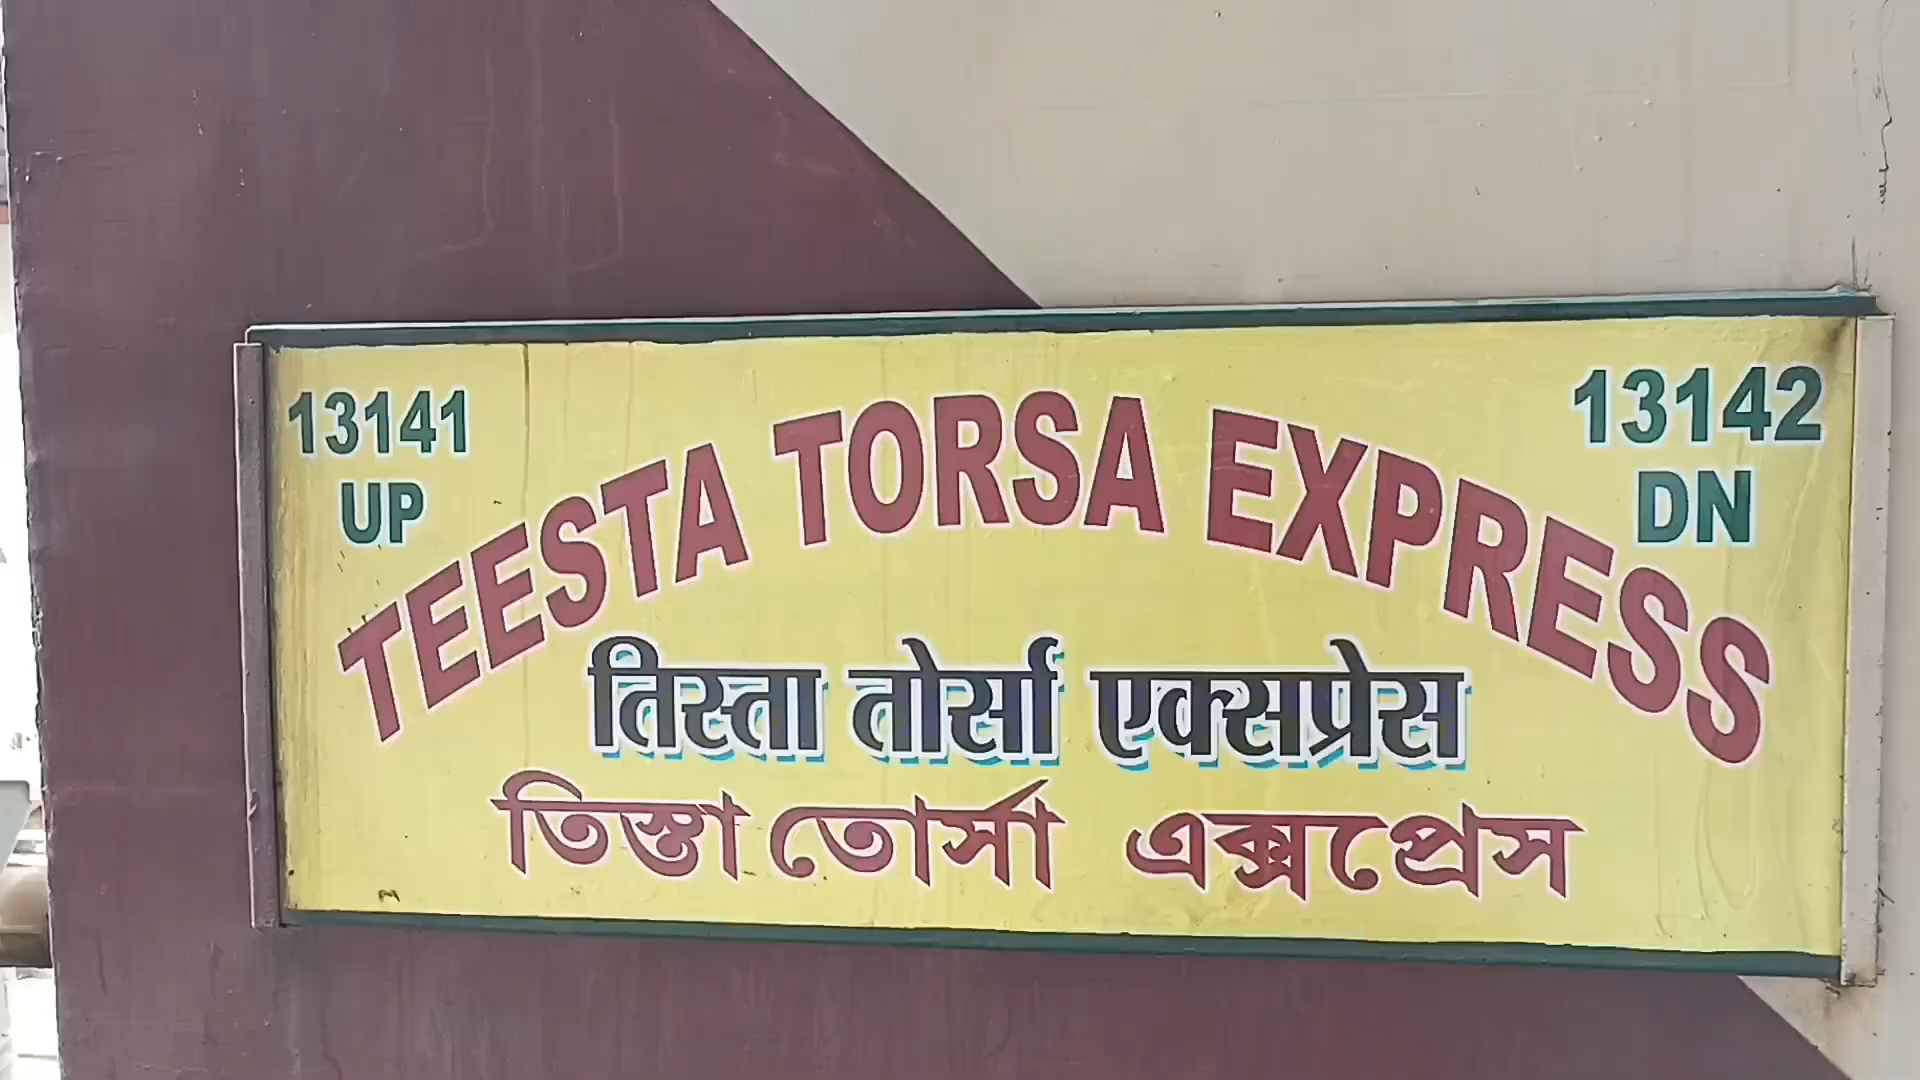 13141
UP
13142
DN
TEESTA TORSA EXPRESS
तिस्ता तोर्सा एक्सप्रेस
তিস্তা তোর্সা এক্সপ্রেস